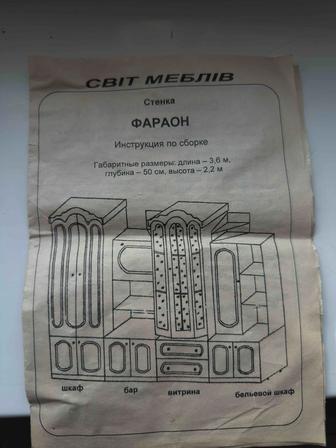 СВІТ МЕБЛІВ
Стенка
ФАРАОН
Инструкция по сборке
Габаритные размеры: длина – 3,6 м,
глубина – 50 см, высота – 2,2 м
шкаф бар витрина бельевой шкаф